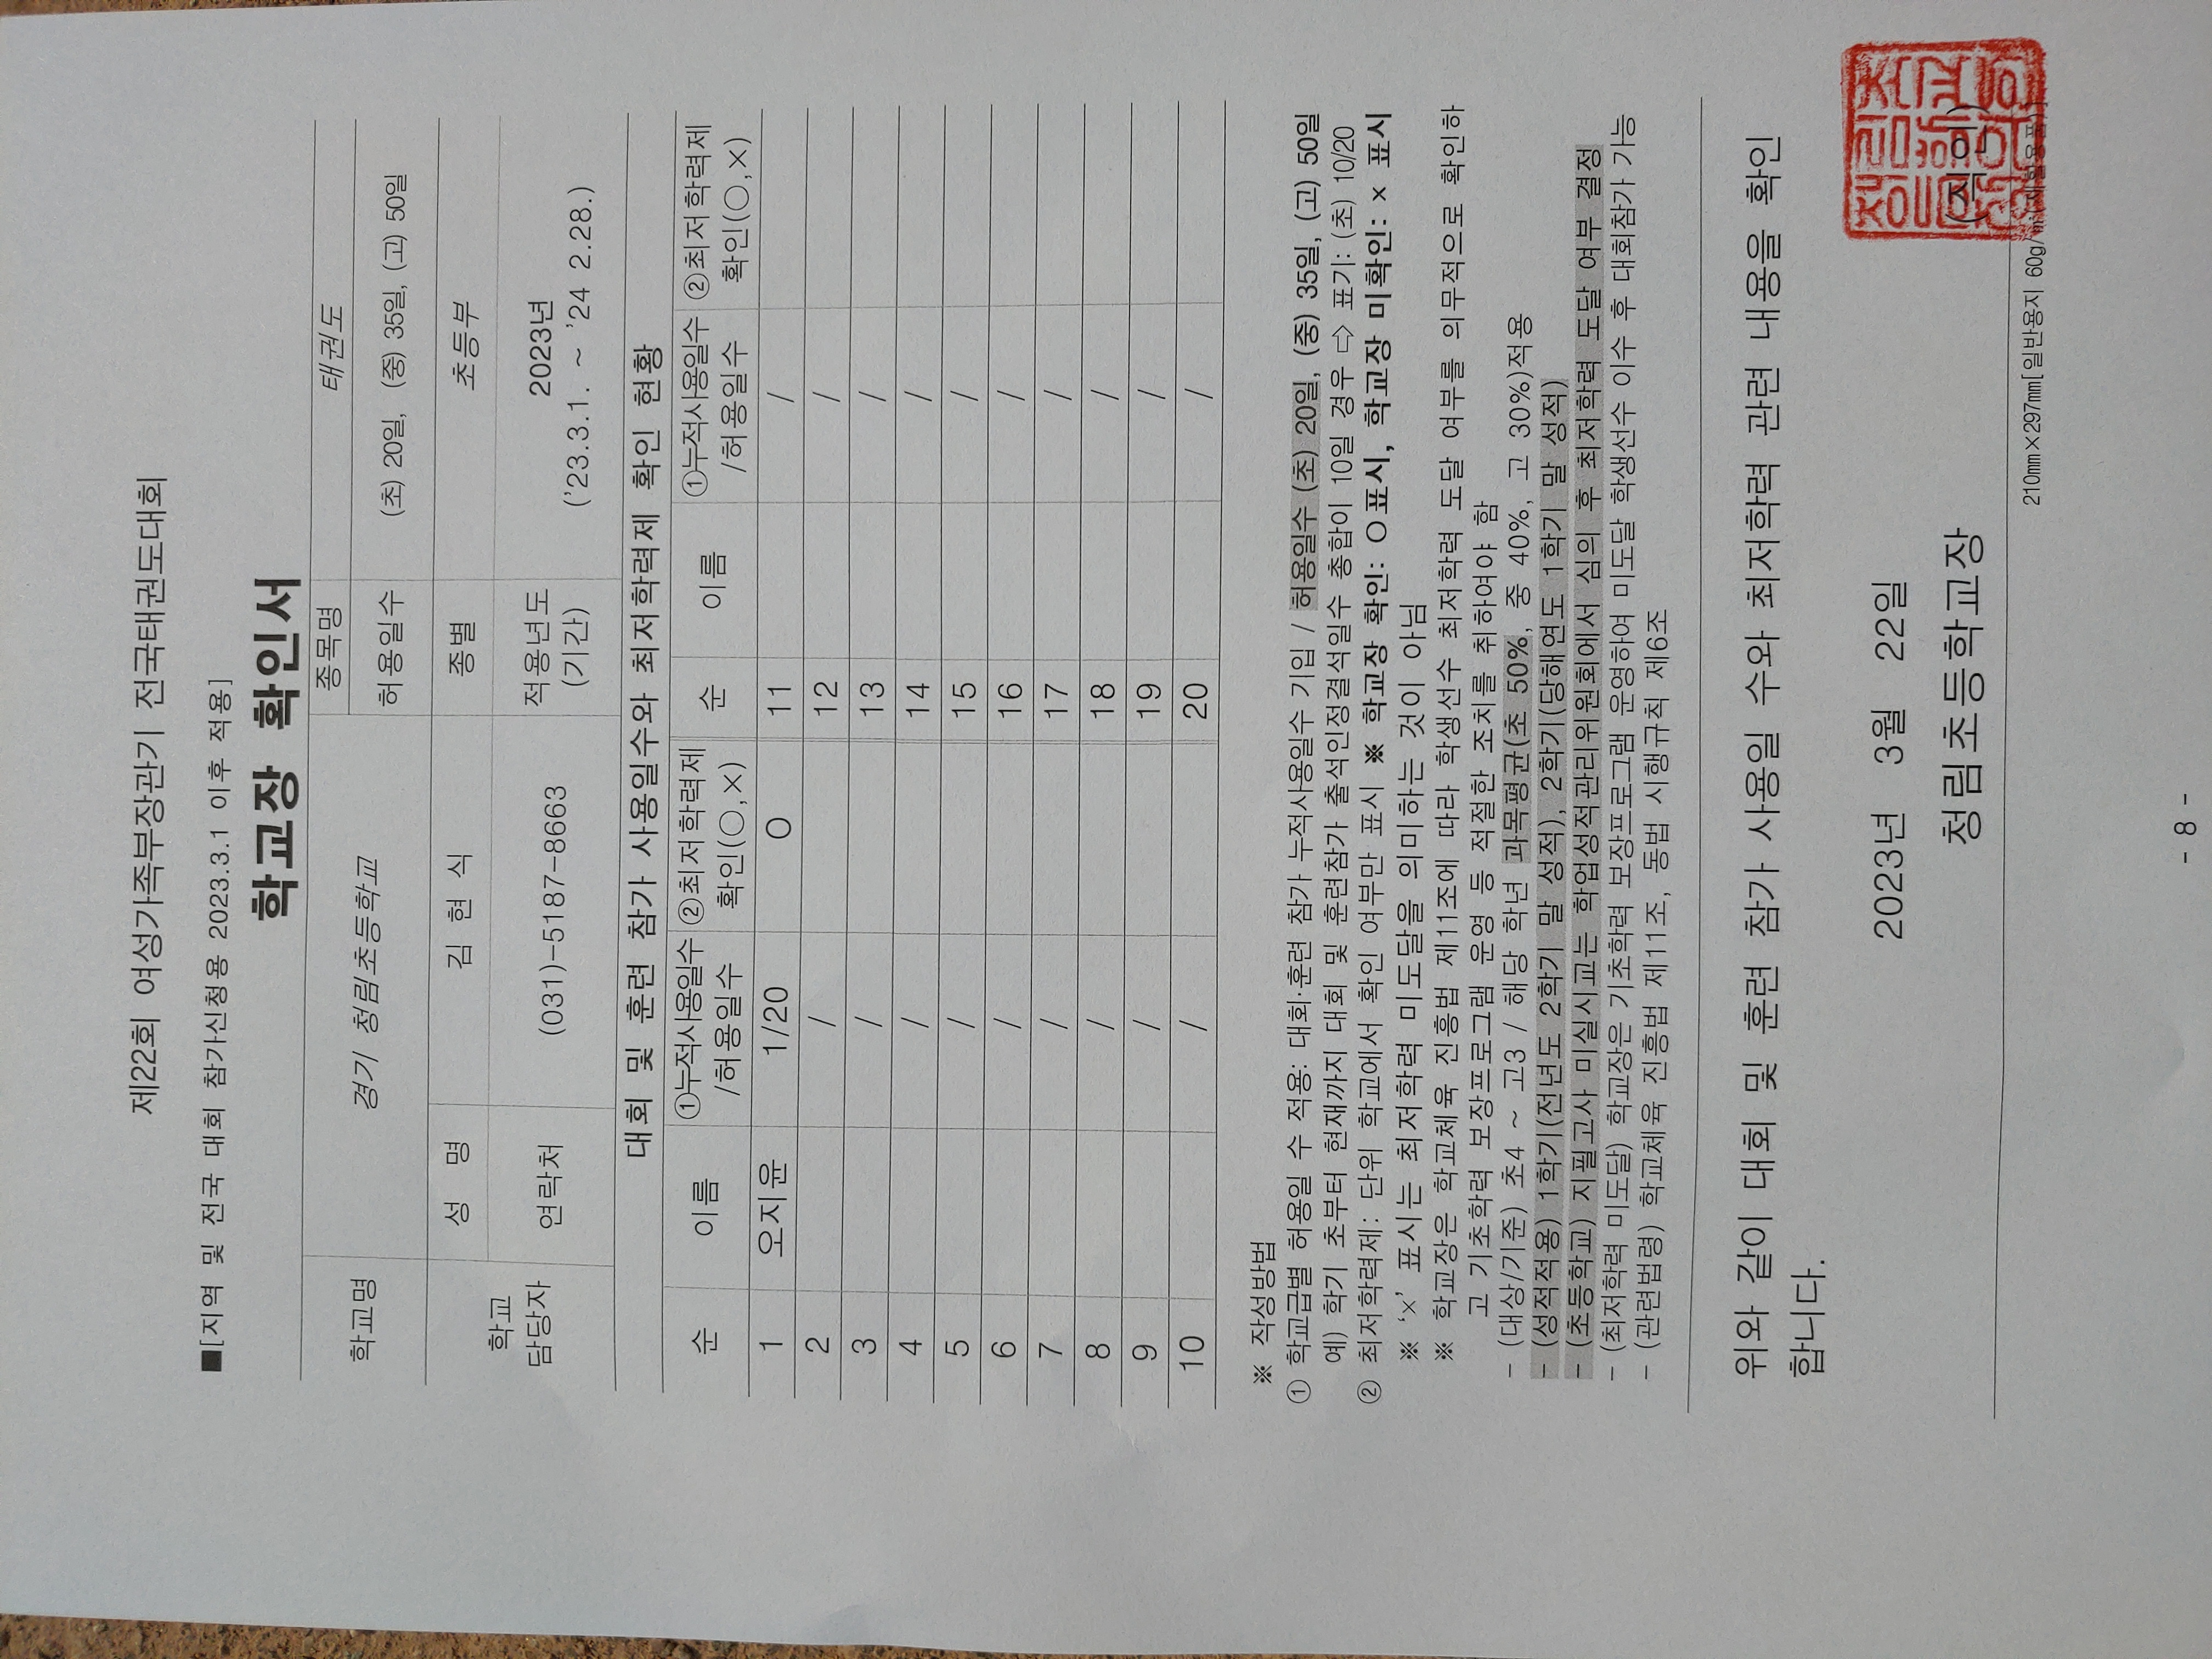 제22회 여성가족부장관기 전국태권도대회
■[지역 및 전국 대회 참가신청용 2023.3.1 이후 적용]
학교장 확인서
학교명 경기 청림초등학교 종목명 태권도
허용일수 (초) 20일, (중) 35일, (고) 50일
학교 담당자 성 명 김 현 식 종별 초등부
연락처 (031)-5187-8663 적용년도 (기간) 2023년 ('23.3.1. ~ '24 2.28.)
대회 및 훈련 참가 사용일수와 최저학력제 확인 현황
순 이름 ①누적사용일수 /허용일수 ②최저학력제 확인(○,×) 순 이름 ①누적사용일수 /허용일수 ②최저학력제 확인(○,×)
1 오지윤 1/20 O 11 /
2 / 12 /
3 / 13 /
4 / 14 /
5 / 15 /
6 / 16 /
7 / 17 /
8 / 18 /
9 / 19 /
10 / 20 /
※ 작성방법
① 학교급별 허용일 수 적용: 대회·훈련 참가 누적사용일수 기입 / 허용일수 (초) 20일, (중) 35일, (고) 50일
예) 학기 초부터 현재까지 대회 및 훈련참가 출석인정결석일수 총합이 10일 경우 ⇨ 표기: (초) 10/20
② 최저학력제: 단위 학교에서 확인 여부만 표시 ※ 학교장 확인: O표시, 학교장 미확인: × 표시
※ '×' 표시는 최저학력 미도달을 의미하는 것이 아님
※ 학교장은 학교체육 진흥법 제11조에 따라 학생선수 최저학력 도달 여부를 의무적으로 확인하
고 기초학력 보장프로그램 운영 등 적절한 조치를 취하여야 함
- (대상/기준) 초4 ~ 고3 / 해당 학년 과목평균(초 50%, 중 40%, 고 30%)적용
- (성적적용) 1학기(전년도 2학기 말 성적), 2학기(당해연도 1학기 말 성적)
- (초등학교) 지필고사 미실시교는 학업성적관리위원회에서 심의 후 최저학력 도달 여부 결정
- (최저학력 미도달) 학교장은 기초학력 보장프로그램 운영하여 미도달 학생선수 이수 후 대회참가 가능
- (관련법령) 학교체육 진흥법 제11조, 동법 시행규칙 제6조
위와 같이 대회 및 훈련 참가 사용일 수와 최저학력 관련 내용을 확인
합니다.
2023년 3월 22일
청림초등학교장 (직인)
210㎜×297㎜[일반용지 60g/㎡(재활용품)]
- 8 -